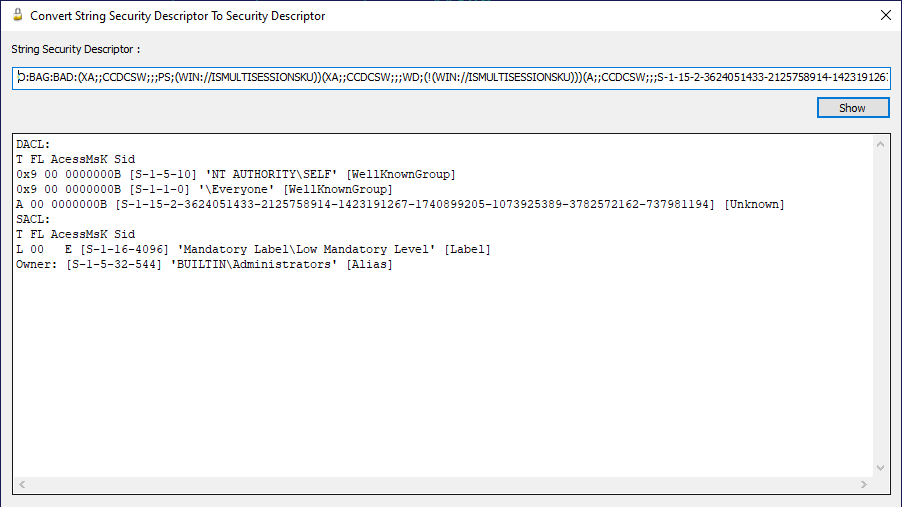 Convert String Security Descriptor To Security Descriptor
String Security Descriptor :
O:BAG:BAD:(XA;;CCDCSW;;;PS;(WIN://ISMULTISESSIONSKU))(XA;;CCDCSW;;;WD;(!(WIN://ISMULTISESSIONSKU)))(A;;CCDCSW;;;S-1-15-2-3624051433-2125758914-1423191267
Show
DACL:
T FL AcessMsK Sid
0x9 00 0000000B [S-1-5-10] 'NT AUTHORITY\SELF' [WellKnownGroup]
0x9 00 0000000B [S-1-1-0] '\Everyone' [WellKnownGroup]
A 00 0000000B [S-1-15-2-3624051433-2125758914-1423191267-1740899205-1073925389-3782572162-737981194] [Unknown]
SACL:
T FL AcessMsK Sid
L 00   E [S-1-16-4096] 'Mandatory Label\Low Mandatory Level' [Label]
Owner: [S-1-5-32-544] 'BUILTIN\Administrators' [Alias]